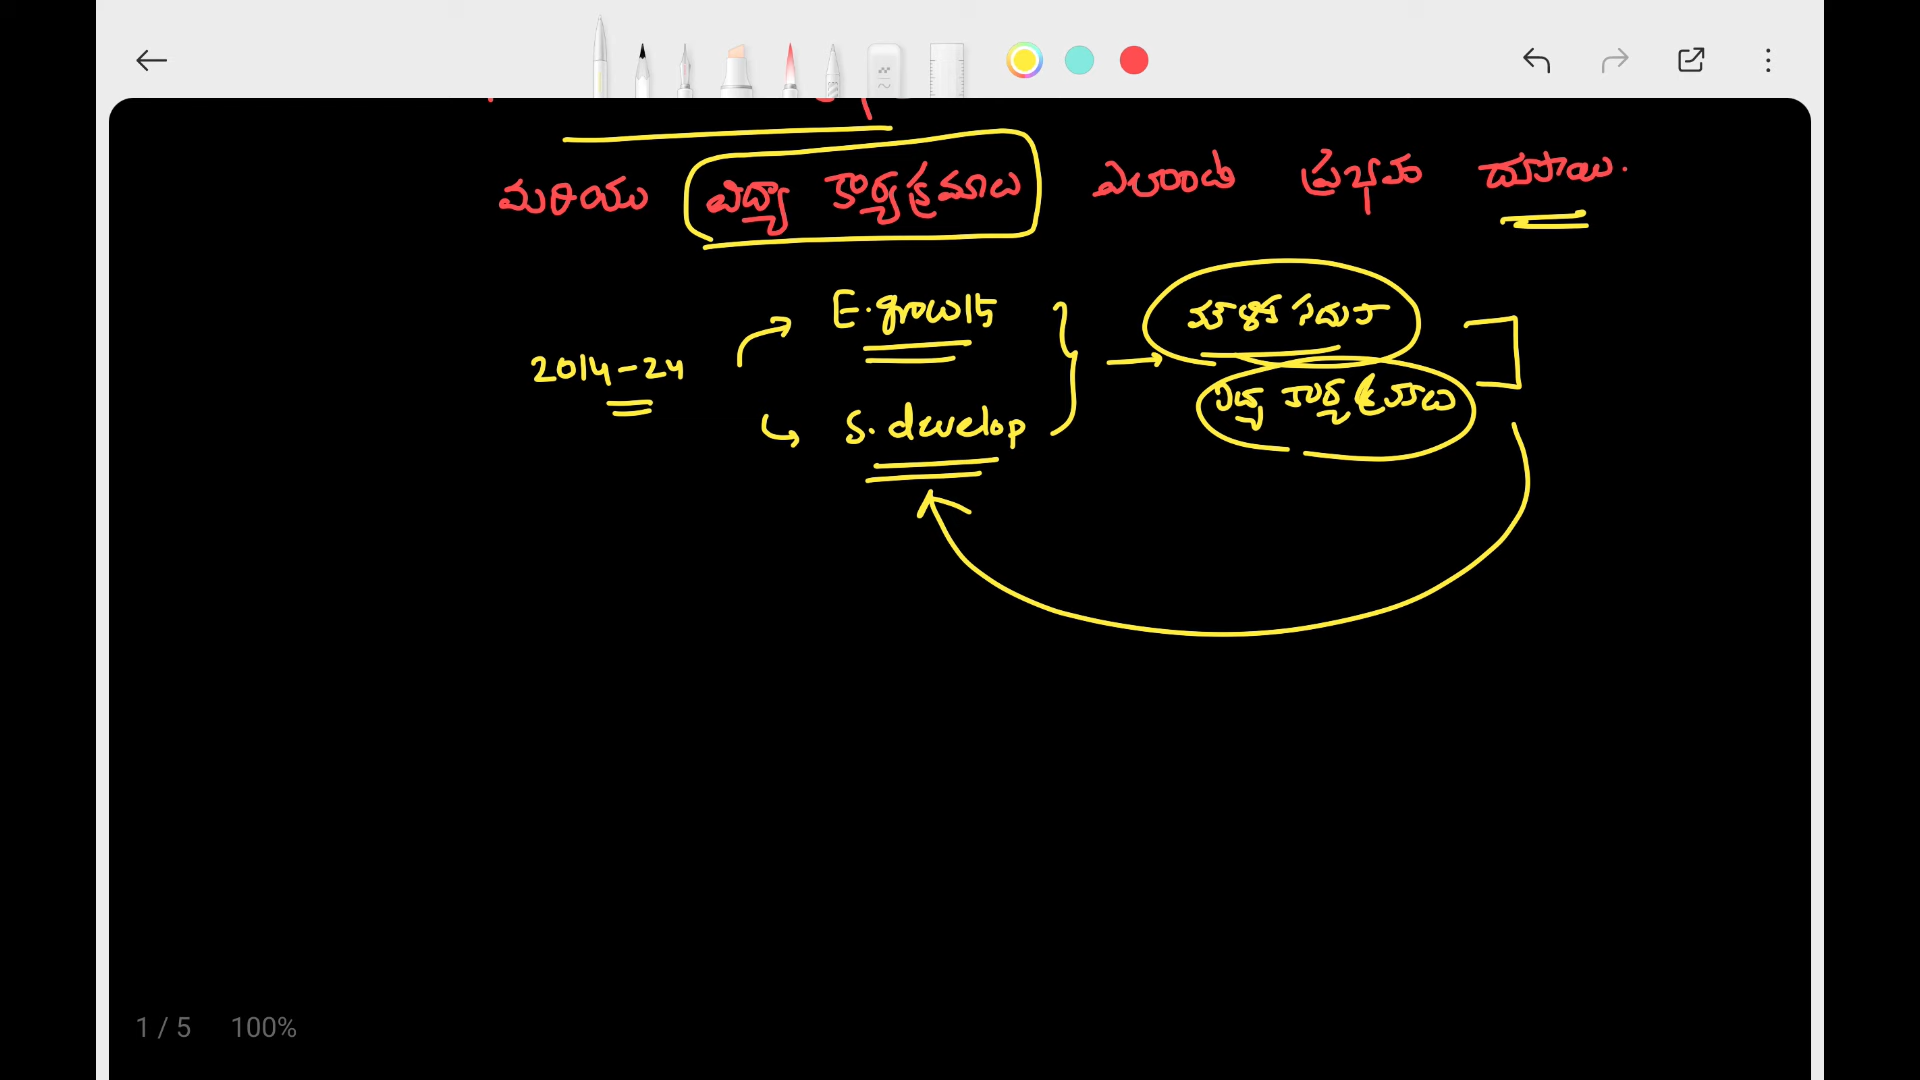 మరియు విద్యా కార్యక్రమాల ఎలాంటి ప్రభావం చూపాయి.
E. growth
మౌలిక సదుపా
2014-24
విద్యా కార్యక్రమాలు
S. develop
1 / 5 100%